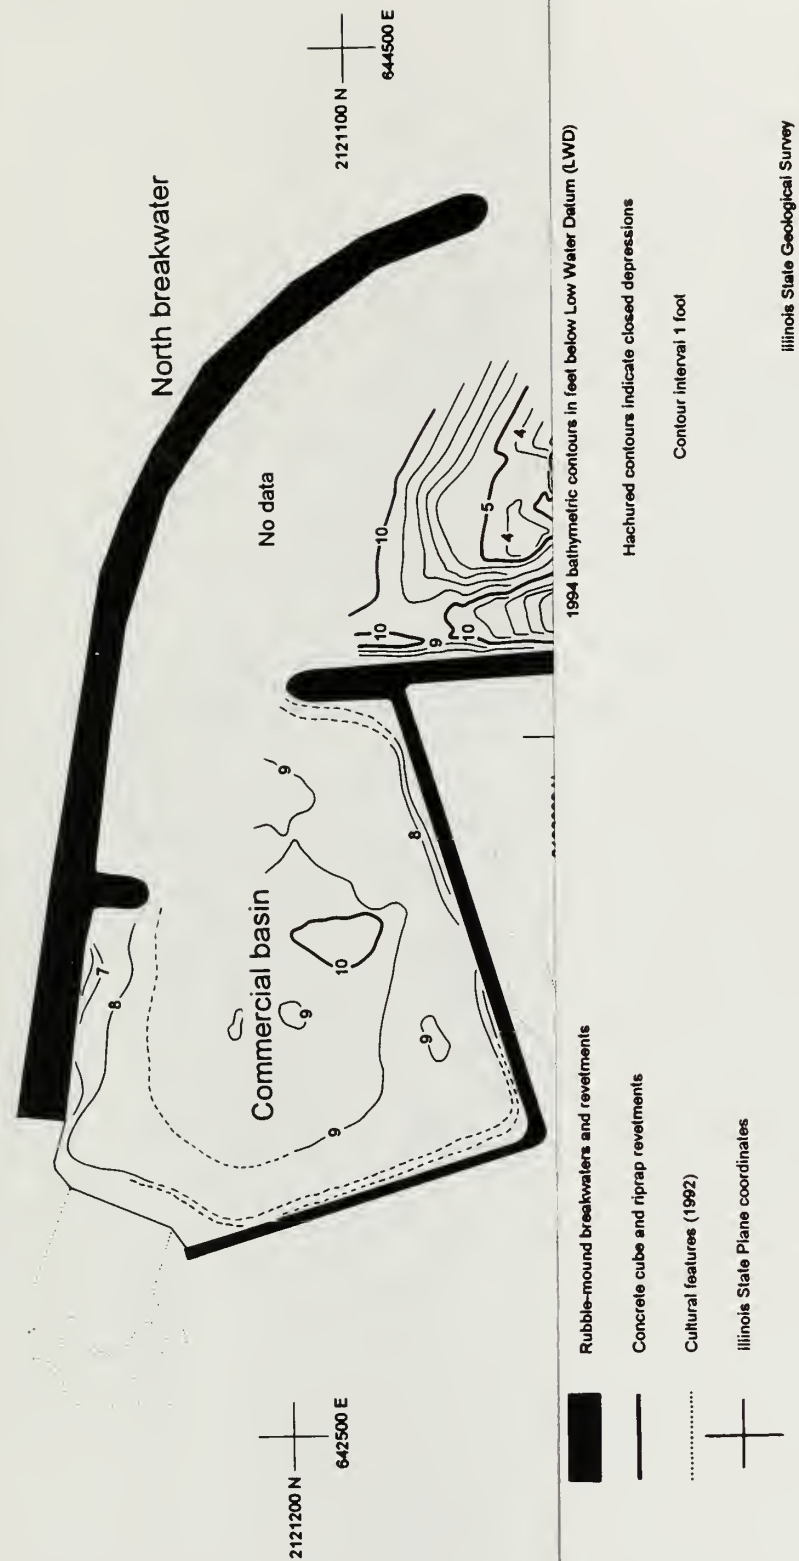 North breakwater
2121100 N
644500 E
No data
Commercial basin
7
8
9
9
9
9
10
8
10
10
9
10
5
4
4
2121200 N
642500 E
Rubble-mound breakwaters and revetments
Concrete cube and riprap revetments
Cultural features (1992)
Illinois State Plane coordinates
1994 bathymetric contours in feet below Low Water Datum (LWD)
Hachured contours indicate closed depressions
Contour interval 1 foot
Illinois State Geological Survey